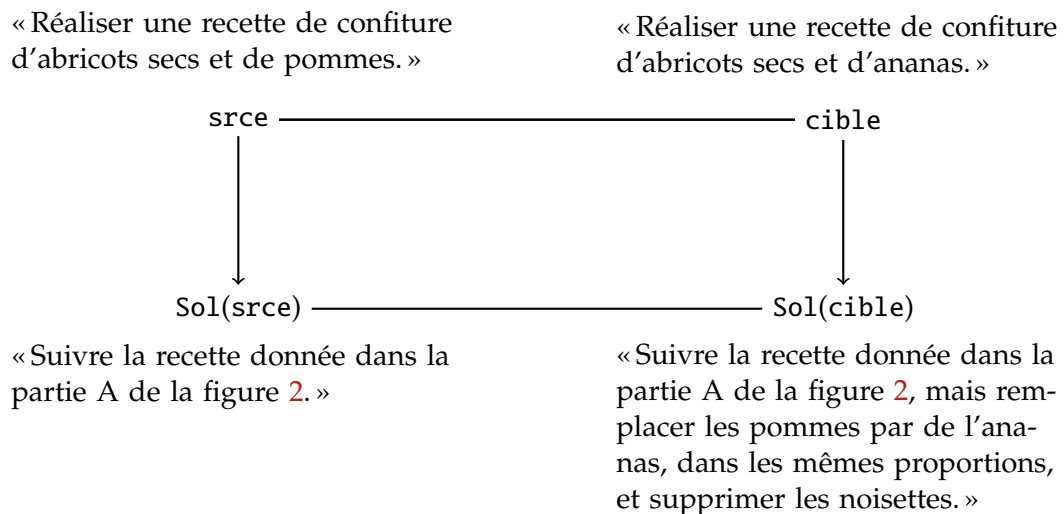 « Réaliser une recette de confiture
d'abricots secs et de pommes. »
« Réaliser une recette de confiture
d'abricots secs et d'ananas. »
srce
cible
Sol(srce)
Sol(cible)
« Suivre la recette donnée dans la
partie A de la figure 2. »
« Suivre la recette donnée dans la
partie A de la figure 2, mais rem-
placer les pommes par de l'ana-
nas, dans les mêmes proportions,
et supprimer les noisettes. »